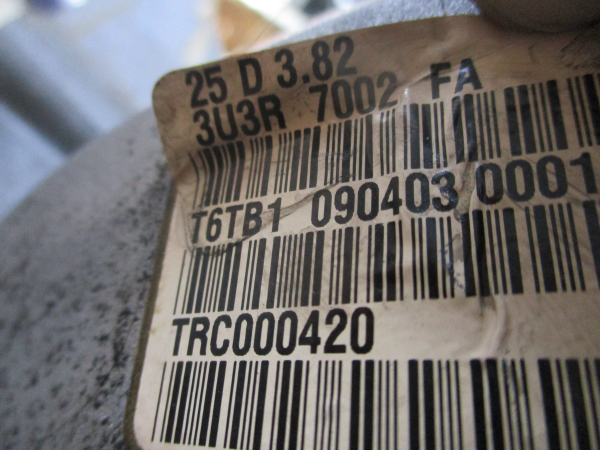 25 D 3.82
3U3R 7002 FA
T6TB1 090403 0001
TRC000420